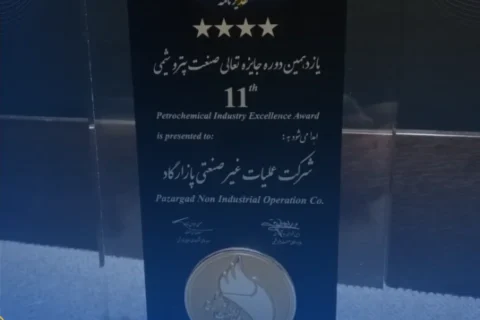 تقدیرنامه
یازدهمین دوره جایزه تعالی صنعت پتروشیمی
11th
Petrochemical Industry Excellence Award
is presented to: اهدا می‌شود به:
شرکت عملیات غیر صنعتی پازارگاد
Pazargad Non Industrial Operation Co.